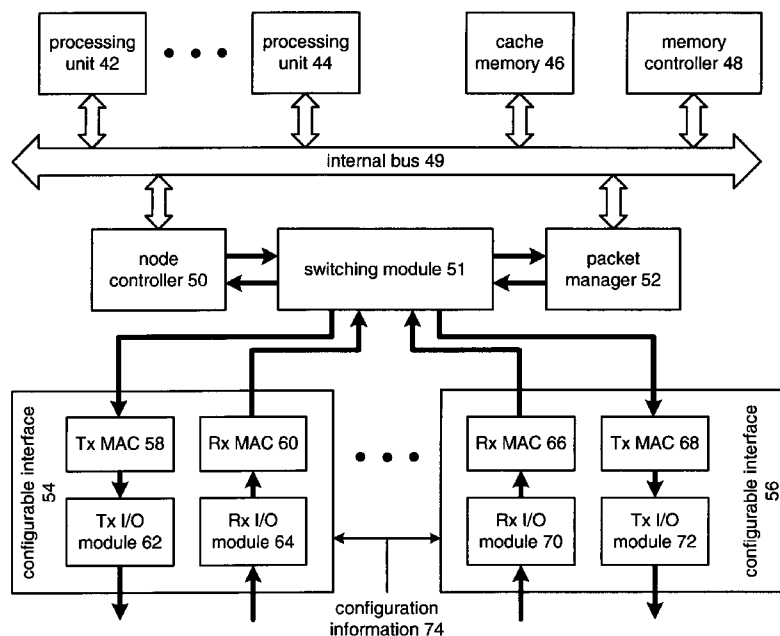 processing
unit 42
processing
unit 44
cache
memory 46
memory
controller 48
internal bus 49
node
controller 50
switching module 51
packet
manager 52
configurable interface
54
Tx MAC 58
Rx MAC 60
Tx I/O
module 62
Rx I/O
module 64
Rx MAC 66
Tx MAC 68
Rx I/O
module 70
Tx I/O
module 72
configurable interface
56
configuration
information 74